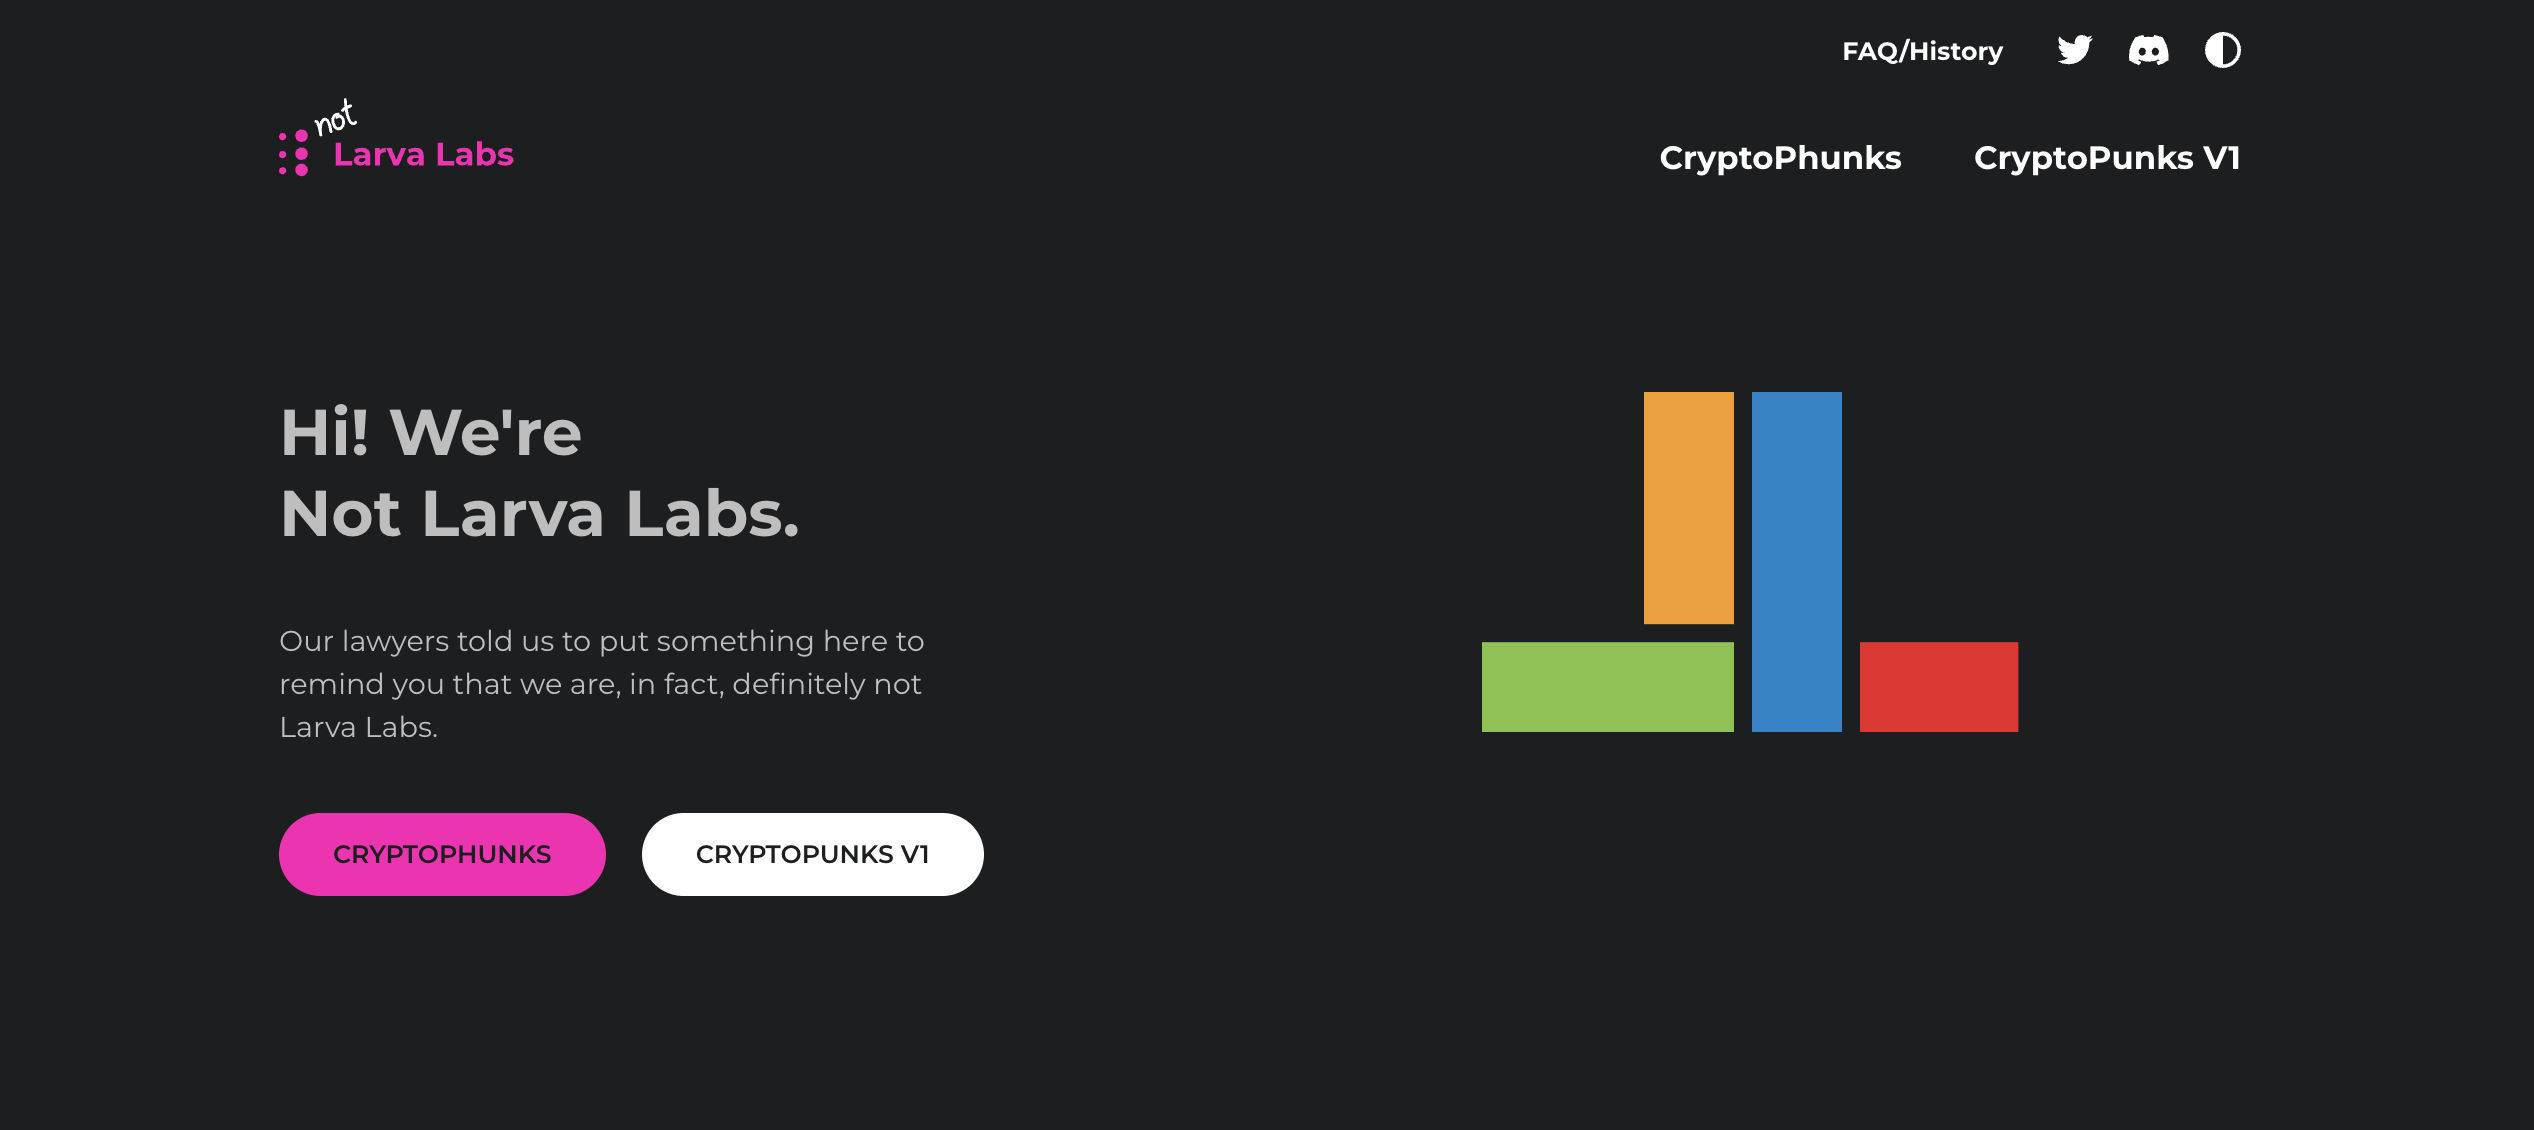 FAQ/History
not
Larva Labs
CryptoPhunks
CryptoPunks V1
Hi! We're
Not Larva Labs.
Our lawyers told us to put something here to
remind you that we are, in fact, definitely not
Larva Labs.
CRYPTOPHUNKS
CRYPTOPUNKS V1